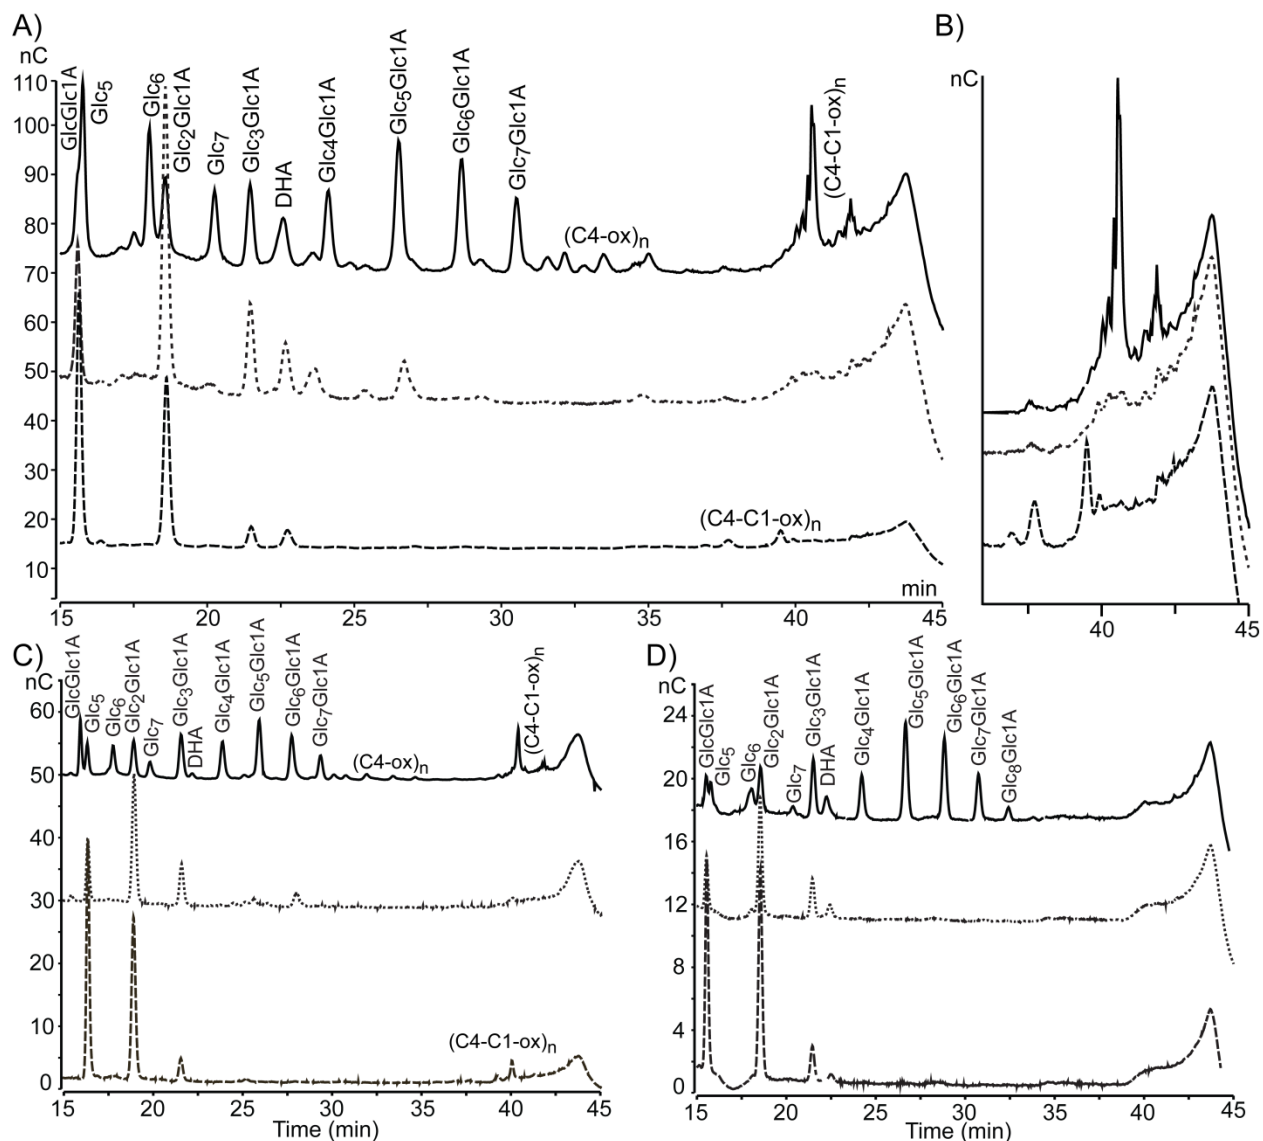 A)
nC
110
100
90
80
70
60
50
40
30
20
10
GlcGlc1A
Glc5
Glc6
Glc2Glc1A
Glc7
Glc3Glc1A
DHA
Glc4Glc1A
Glc5Glc1A
Glc6Glc1A
Glc7Glc1A
(C4-ox)n
(C4-C1-ox)n
(C4-C1-ox)n
min
15 20 25 30 35 40 45
B)
nC
40 45
C)
nC
60
50
40
30
20
10
0
GlcGlc1A
Glc5
Glc6
Glc2Glc1A
Glc7
Glc3Glc1A
DHA
Glc4Glc1A
Glc5Glc1A
Glc6Glc1A
Glc7Glc1A
(C4-ox)n
(C4-C1-ox)n
(C4-C1-ox)n
15 20 25 30 35 40 45
Time (min)
D)
nC
24
20
16
12
8
4
0
GlcGlc1A
Glc5
Glc6
Glc2Glc1A
Glc7
Glc3Glc1A
DHA
Glc4Glc1A
Glc5Glc1A
Glc6Glc1A
Glc7Glc1A
Glc8Glc1A
15 20 25 30 35 40 45
Time (min)